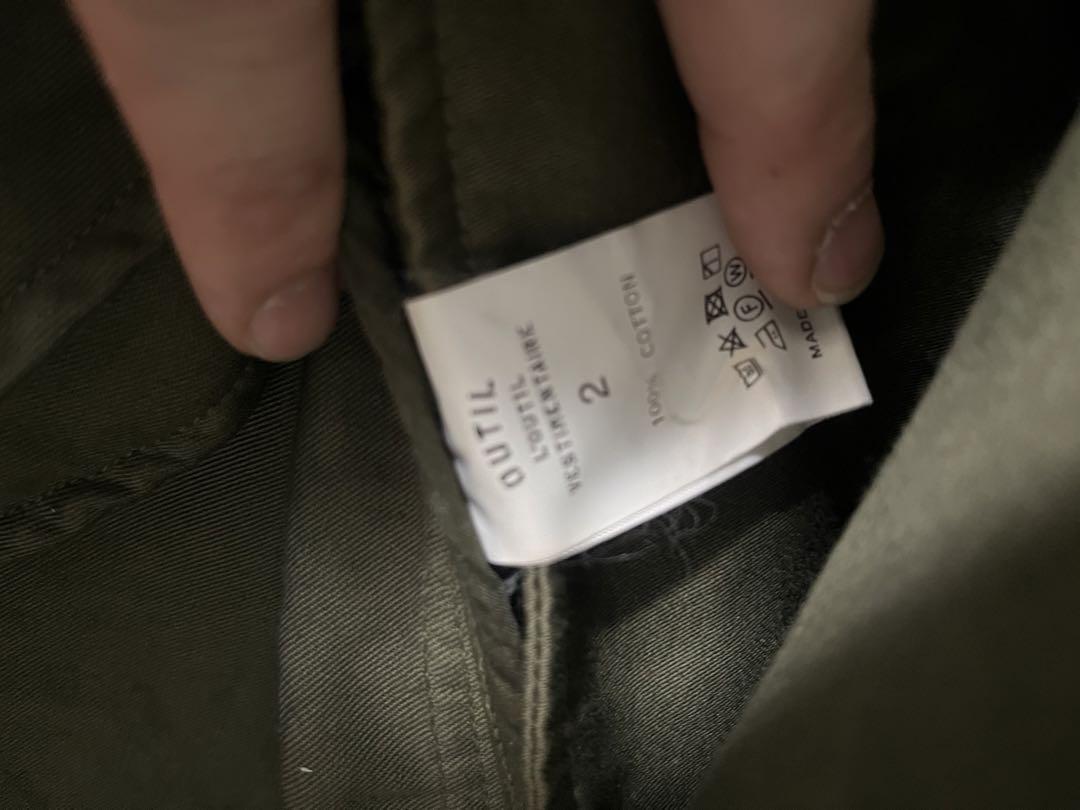 OUTIL
L'OUTIL
VESTIMENTAIRE
2
100% COTTON
W
F
MADE